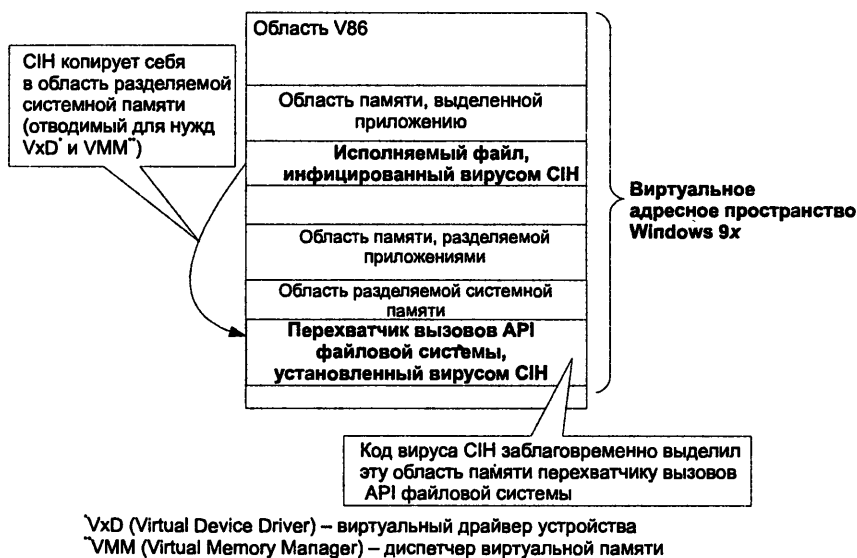 Область V86
CIH копирует себя
в область разделяемой
системной памяти
(отводимый для нужд
VxD* и VMM**)
Область памяти, выделенной
приложению
Исполняемый файл,
инфицированный вирусом CIH
Виртуальное
адресное пространство
Windows 9x
Область памяти, разделяемой
приложениями
Область разделяемой системной
памяти
Перехватчик вызовов API
файловой системы,
установленный вирусом CIH
Код вируса CIH заблаговременно выделил
эту область памяти перехватчику вызовов
API файловой системы
*VxD (Virtual Device Driver) – виртуальный драйвер устройства
**VMM (Virtual Memory Manager) – диспетчер виртуальной памяти